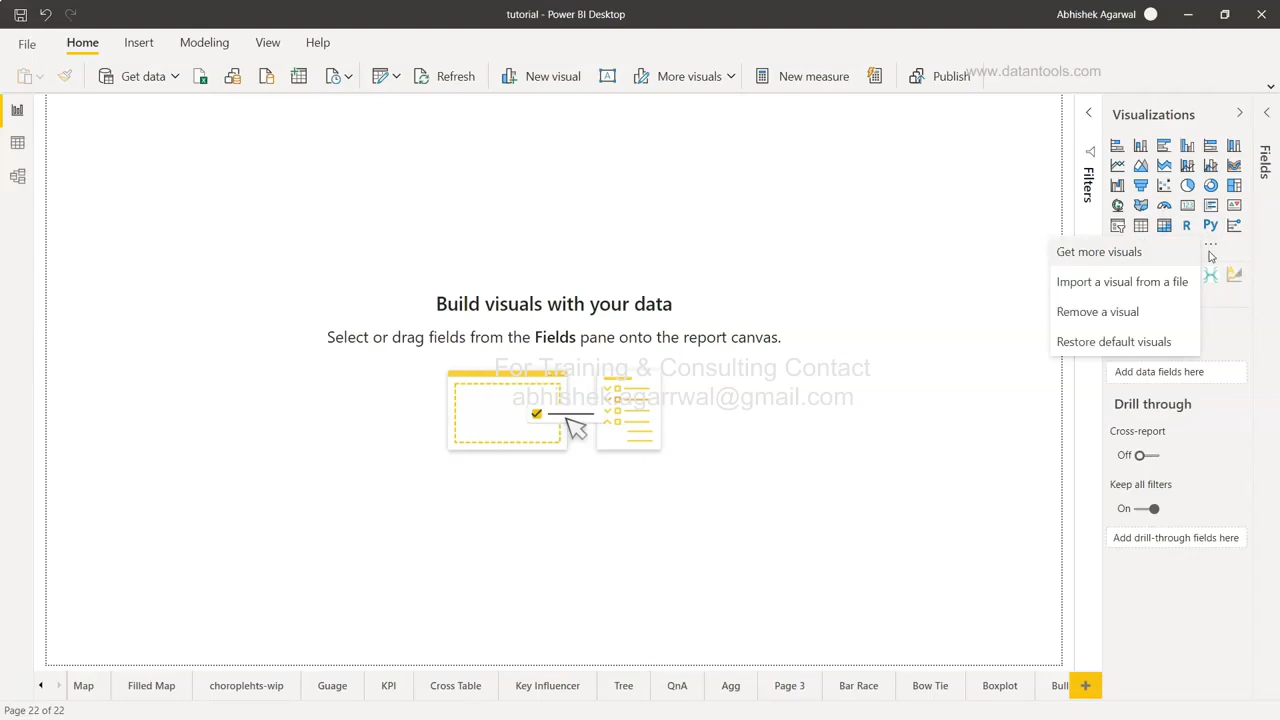 tutorial - Power BI Desktop
Abhishek Agarwal
File
Home
Insert
Modeling
View
Help
Get data
Refresh
New visual
More visuals
New measure
Publish
www.datantools.com
Visualizations
Filters
Fields
R
Py
Get more visuals
Import a visual from a file
Remove a visual
Restore default visuals
Build visuals with your data
Select or drag fields from the Fields pane onto the report canvas.
For Training & Consulting Contact
abhishek.agarrwal@gmail.com
Add data fields here
Drill through
Cross-report
Off
Keep all filters
On
Add drill-through fields here
Map
Filled Map
choroplehts-wip
Guage
KPI
Cross Table
Key Influencer
Tree
QnA
Agg
Page 3
Bar Race
Bow Tie
Boxplot
Bull
Page 22 of 22